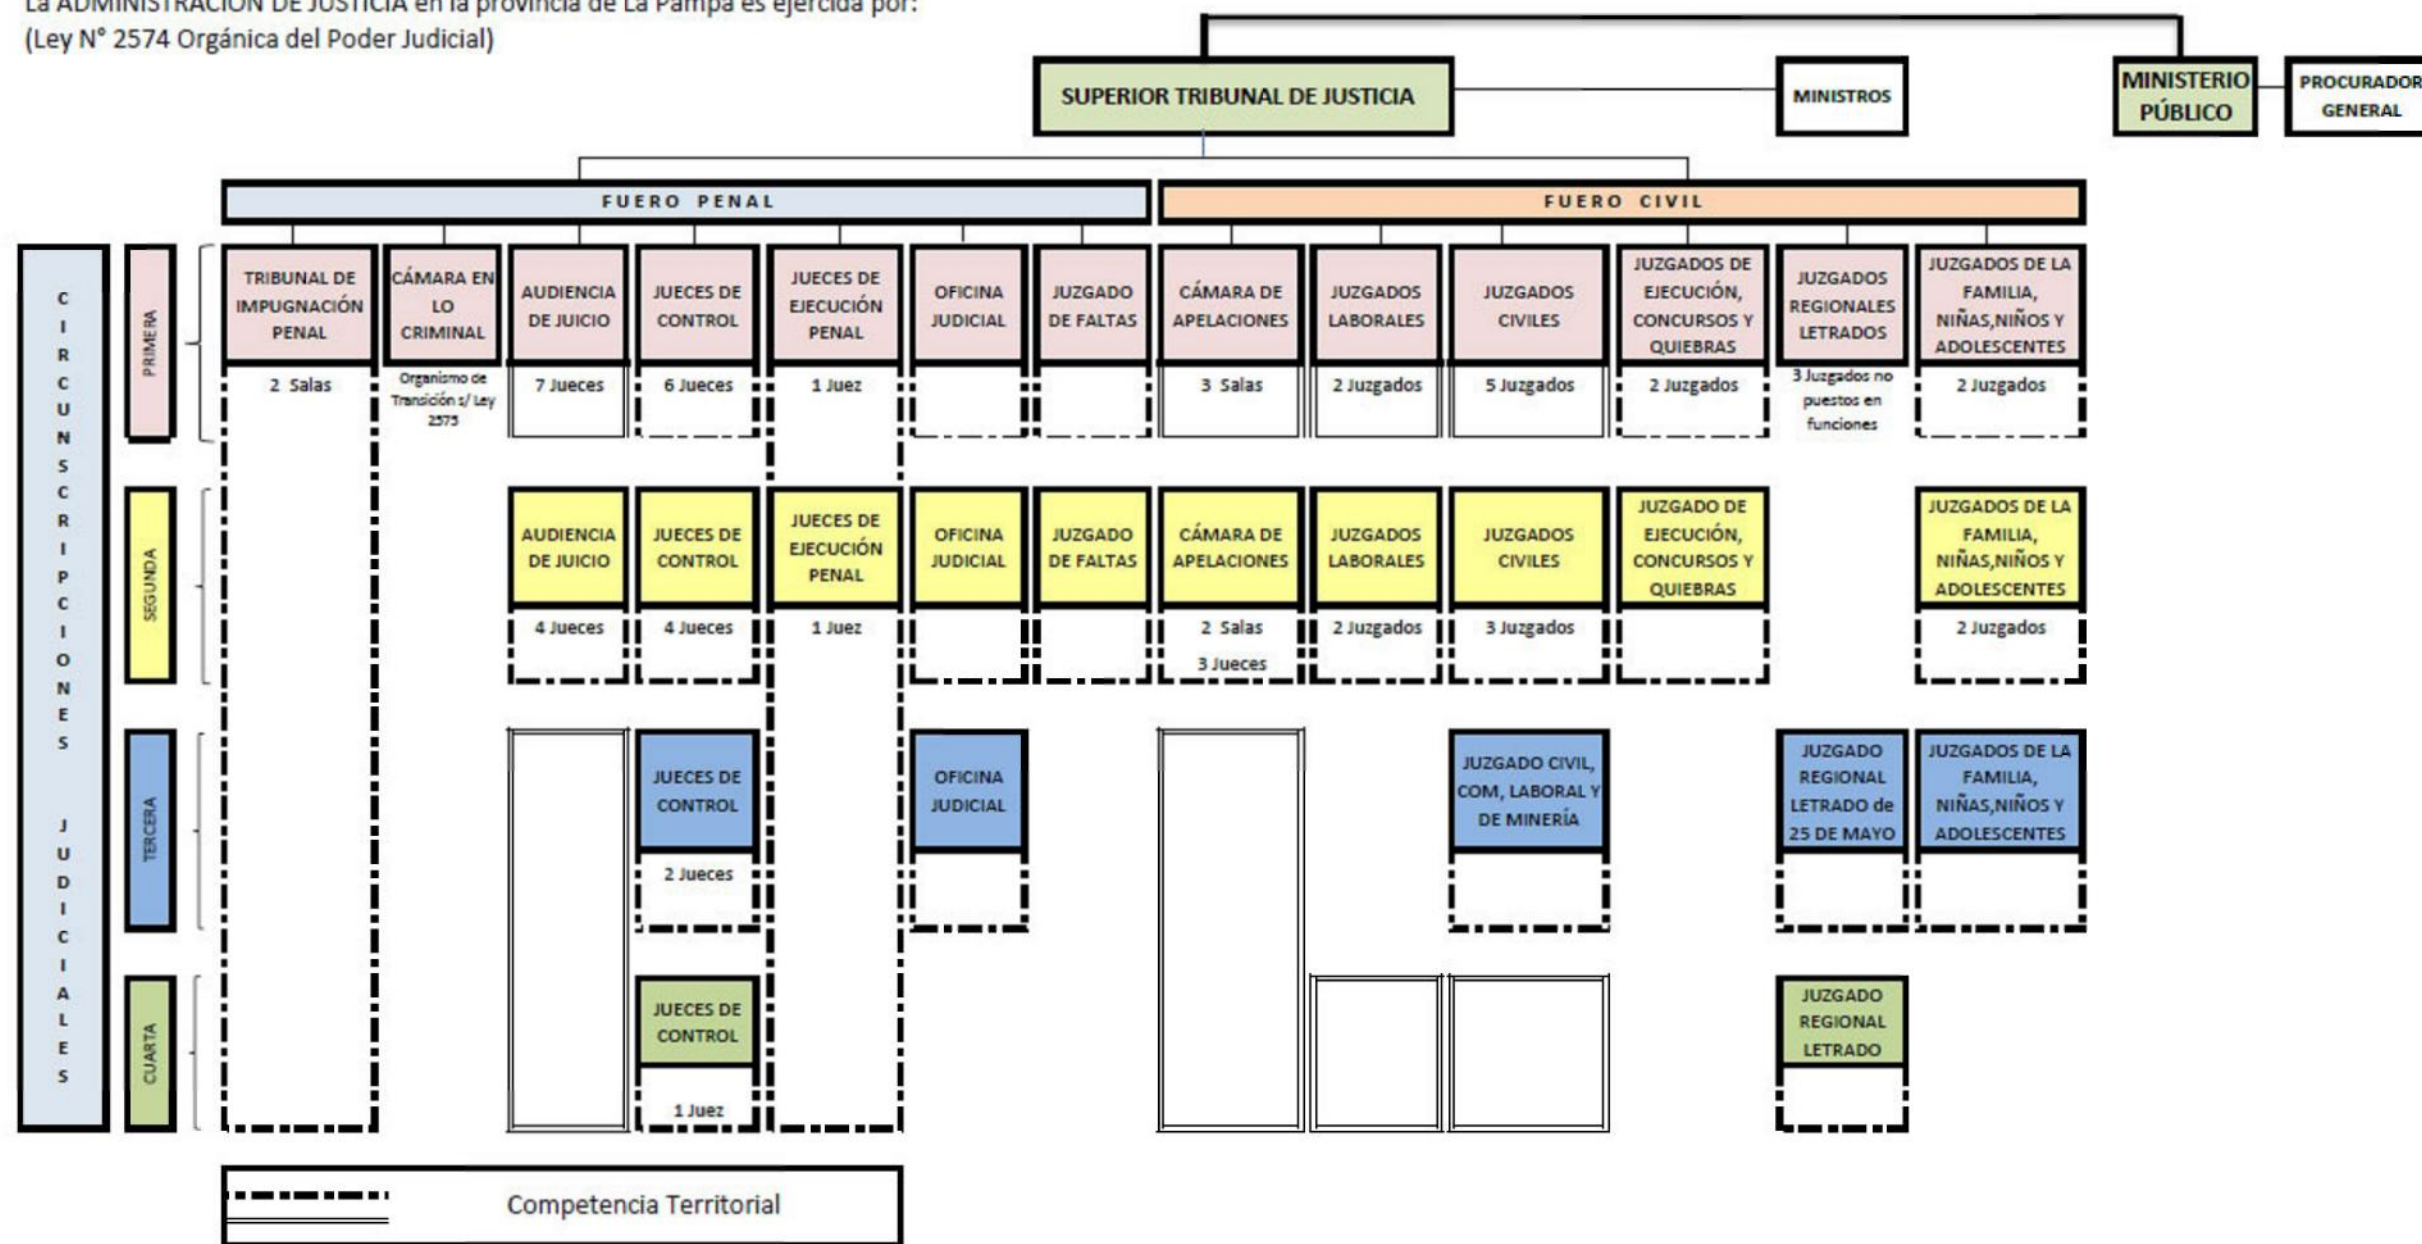 La ADMINISTRACIÓN DE JUSTICIA en la provincia de La Pampa es ejercida por:
(Ley N° 2574 Orgánica del Poder Judicial)
SUPERIOR TRIBUNAL DE JUSTICIA
MINISTROS
MINISTERIO
PÚBLICO
PROCURADOR
GENERAL
FUERO PENAL
FUERO CIVIL
CIRCUNSCRIPCIONES JUDICIALES
PRIMERA
TRIBUNAL DE
IMPUGNACIÓN
PENAL
2 Salas
CÁMARA EN
LO
CRIMINAL
Organismo de
Transición s/ Ley
2575
AUDIENCIA
DE JUICIO
7 Jueces
JUECES DE
CONTROL
6 Jueces
JUECES DE
EJECUCIÓN
PENAL
1 Juez
OFICINA
JUDICIAL
JUZGADO
DE FALTAS
CÁMARA DE
APELACIONES
3 Salas
JUZGADOS
LABORALES
2 Juzgados
JUZGADOS
CIVILES
5 Juzgados
JUZGADOS DE
EJECUCIÓN,
CONCURSOS Y
QUIEBRAS
2 Juzgados
JUZGADOS
REGIONALES
LETRADOS
3 Juzgados no
puestos en
funciones
JUZGADOS DE LA
FAMILIA,
NIÑAS,NIÑOS Y
ADOLESCENTES
2 Juzgados
SEGUNDA
AUDIENCIA
DE JUICIO
4 Jueces
JUECES DE
CONTROL
4 Jueces
JUECES DE
EJECUCIÓN
PENAL
1 Juez
OFICINA
JUDICIAL
JUZGADO
DE FALTAS
CÁMARA DE
APELACIONES
2 Salas
3 Jueces
JUZGADOS
LABORALES
2 Juzgados
JUZGADOS
CIVILES
3 Juzgados
JUZGADO DE
EJECUCIÓN,
CONCURSOS Y
QUIEBRAS
JUZGADOS DE LA
FAMILIA,
NIÑAS,NIÑOS Y
ADOLESCENTES
2 Juzgados
TERCERA
JUECES DE
CONTROL
2 Jueces
OFICINA
JUDICIAL
JUZGADO CIVIL,
COM, LABORAL Y
DE MINERÍA
JUZGADO
REGIONAL
LETRADO de
25 DE MAYO
JUZGADOS DE LA
FAMILIA,
NIÑAS,NIÑOS Y
ADOLESCENTES
CUARTA
JUECES DE
CONTROL
1 Juez
JUZGADO
REGIONAL
LETRADO
Competencia Territorial